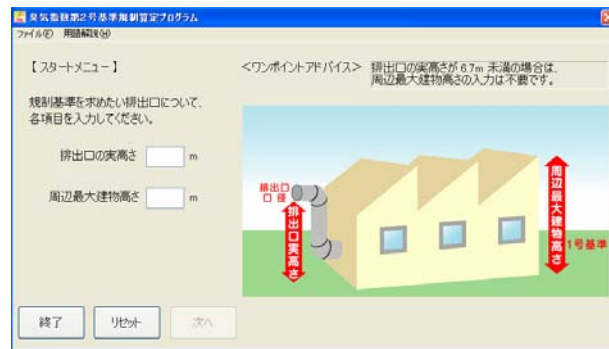 臭気指数第2号基準規制算定プログラム
ファイル(F) 用語解説(H)
【スタートメニュー】
<ワンポイントアドバイス>
排出口の実高さが 6.7m 未満の場合は、
周辺最大建物高さの入力は不要です。
規制基準を求めたい排出口について、
各項目を入力してください。
排出口の実高さ m
周辺最大建物高さ m
排出口
口径
排出口実高さ
周辺最大建物高さ
1号基準
終了 リセット 次へ